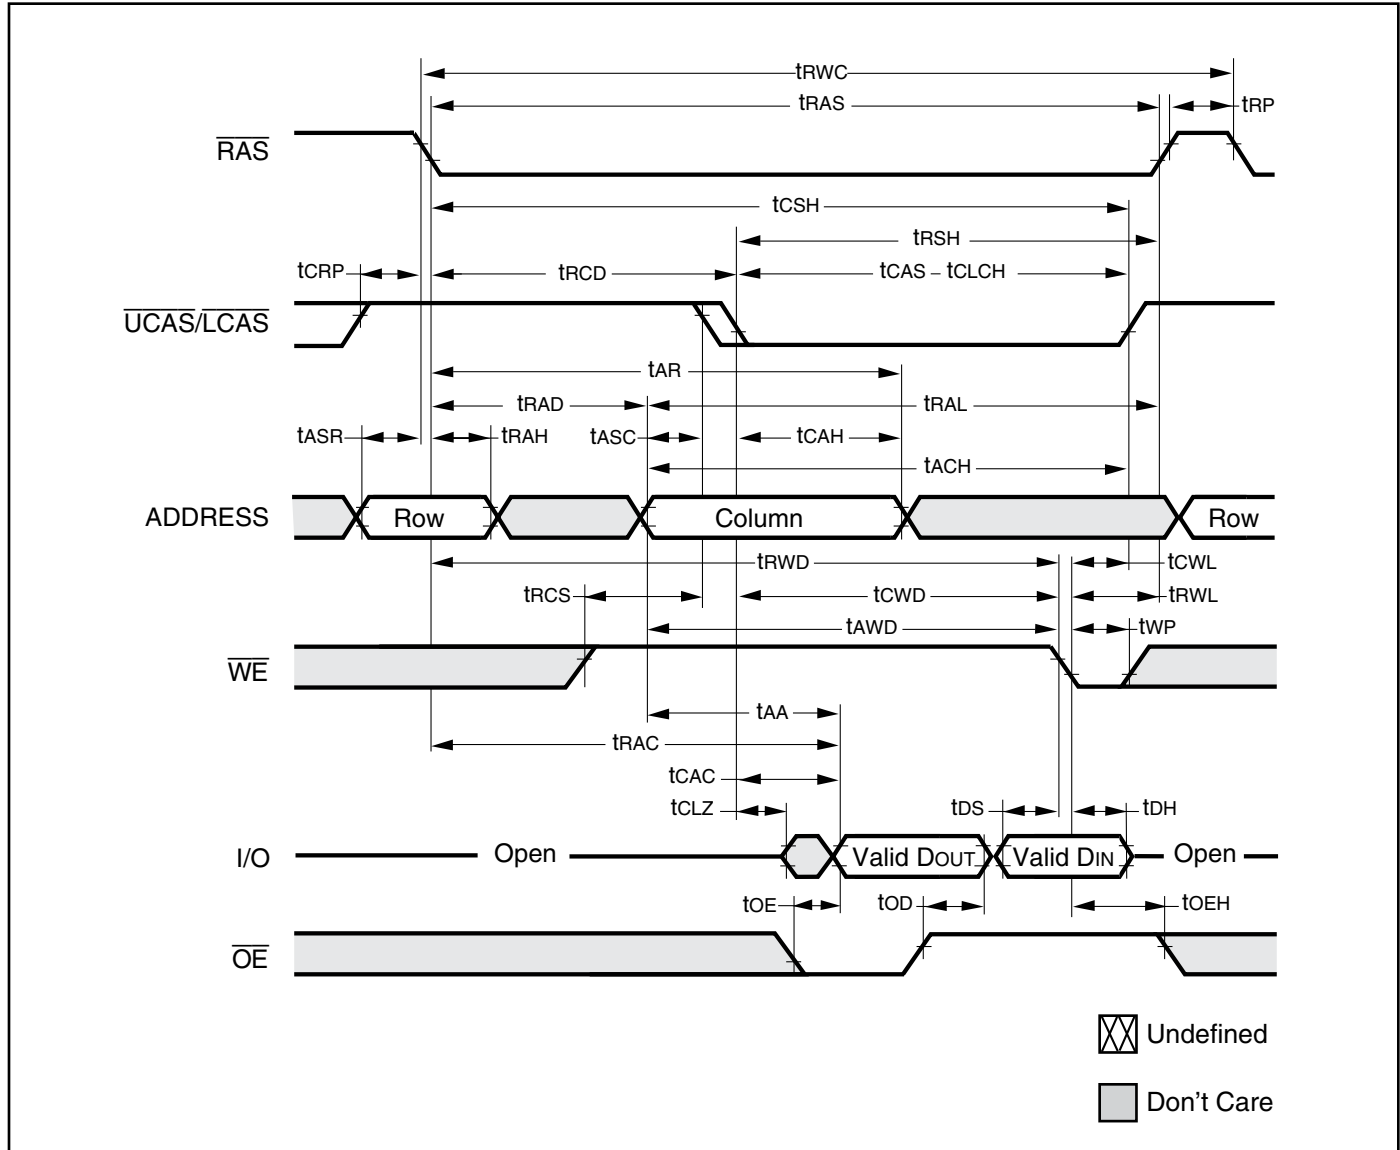 tRWC
tRAS tRP
RAS
tCSH
tRSH
tCRP tRCD tCAS – tCLCH
UCAS/LCAS
tAR
tRAD tRAL
tASR tRAH tASC tCAH
tACH
ADDRESS Row Column Row
tRWD tCWL
tRCS tCWD tRWL
tAWD tWP
WE
tAA
tRAC
tCAC
tCLZ tDS tDH
I/O Open Valid DOUT Valid DIN Open
tOE tOD tOEH
OE
Undefined
Don't Care